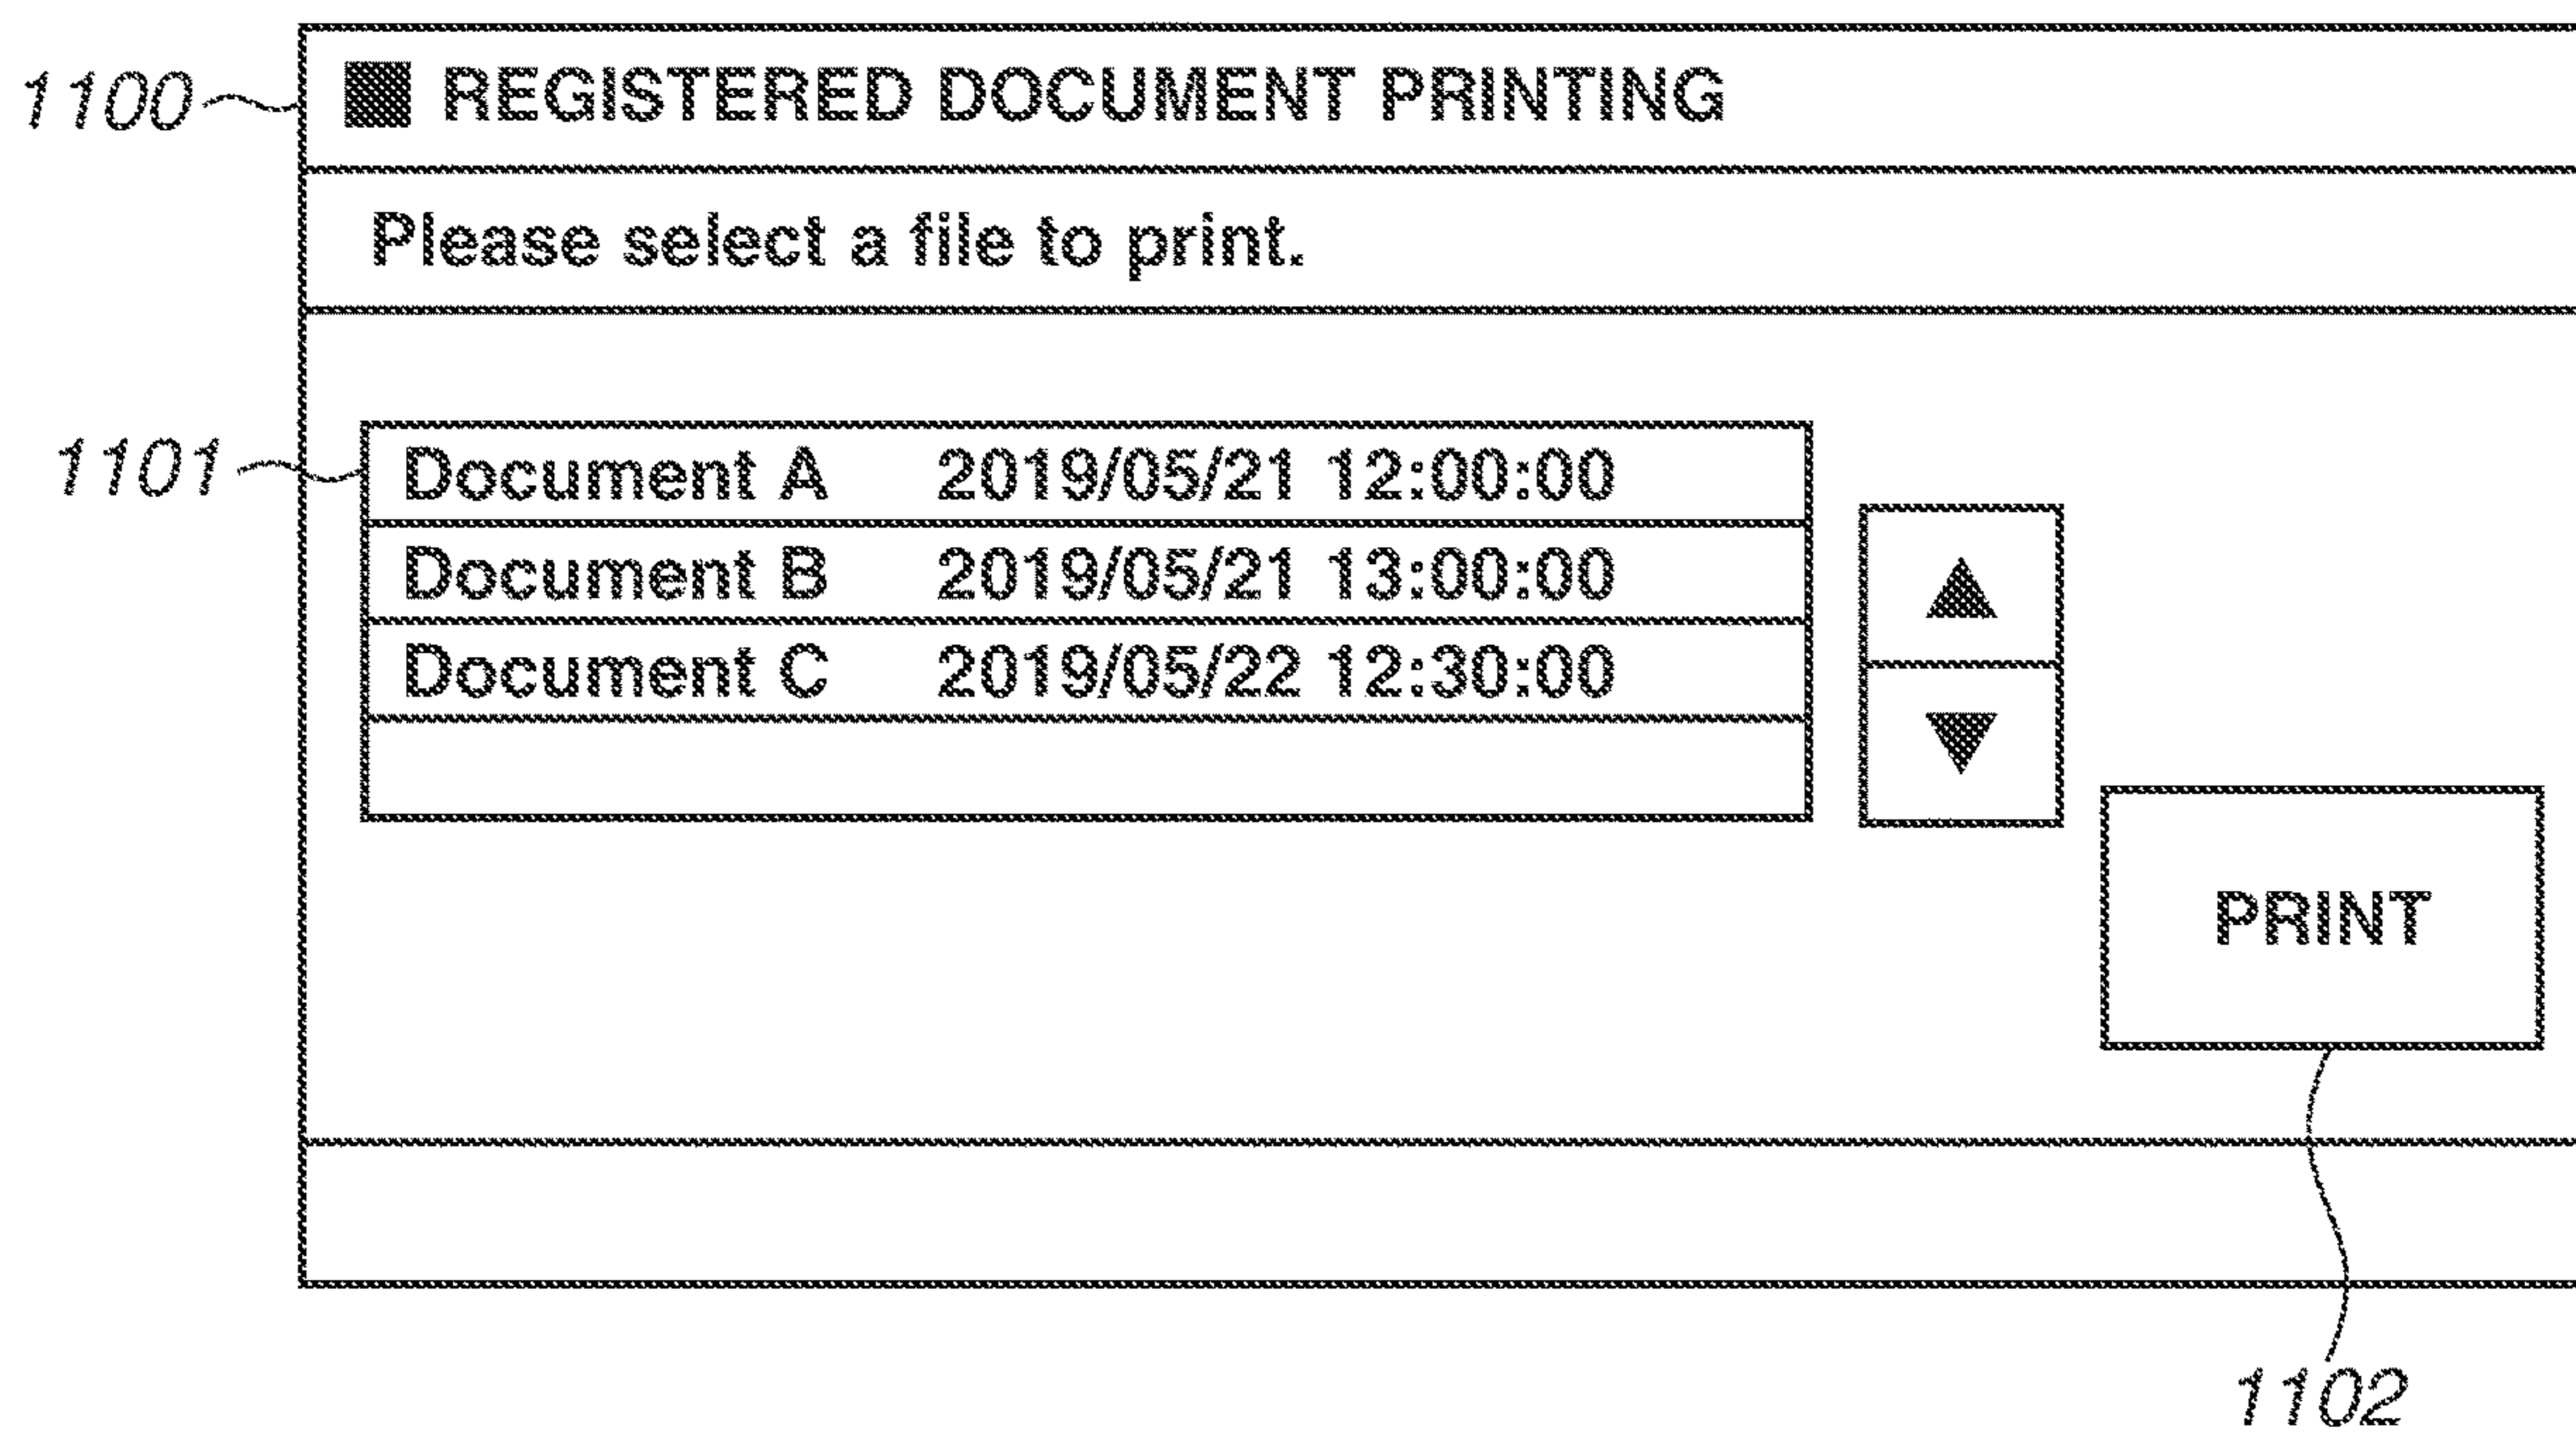 1100
■ REGISTERED DOCUMENT PRINTING
Please select a file to print.
1101
Document A 2019/05/21 12:00:00
Document B 2019/05/21 13:00:00
Document C 2019/05/22 12:30:00
▲
▼
PRINT
1102